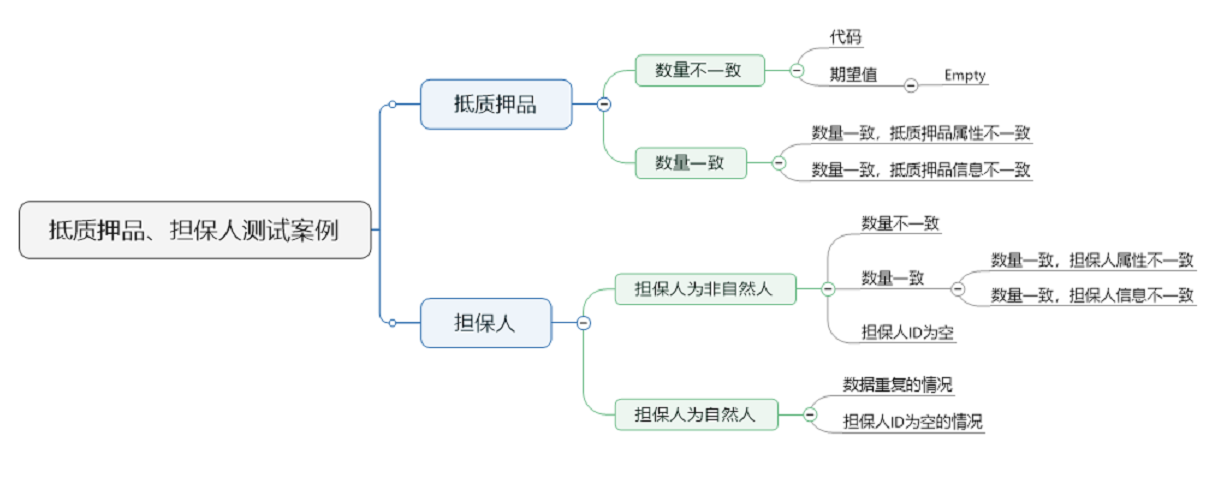 抵质押品、担保人测试案例
抵质押品
数量不一致
代码
期望值
Empty
数量一致
数量一致，抵质押品属性不一致
数量一致，抵质押品信息不一致
担保人
担保人为非自然人
数量不一致
数量一致
数量一致，担保人属性不一致
数量一致，担保人信息不一致
担保人ID为空
担保人为自然人
数据重复的情况
担保人ID为空的情况